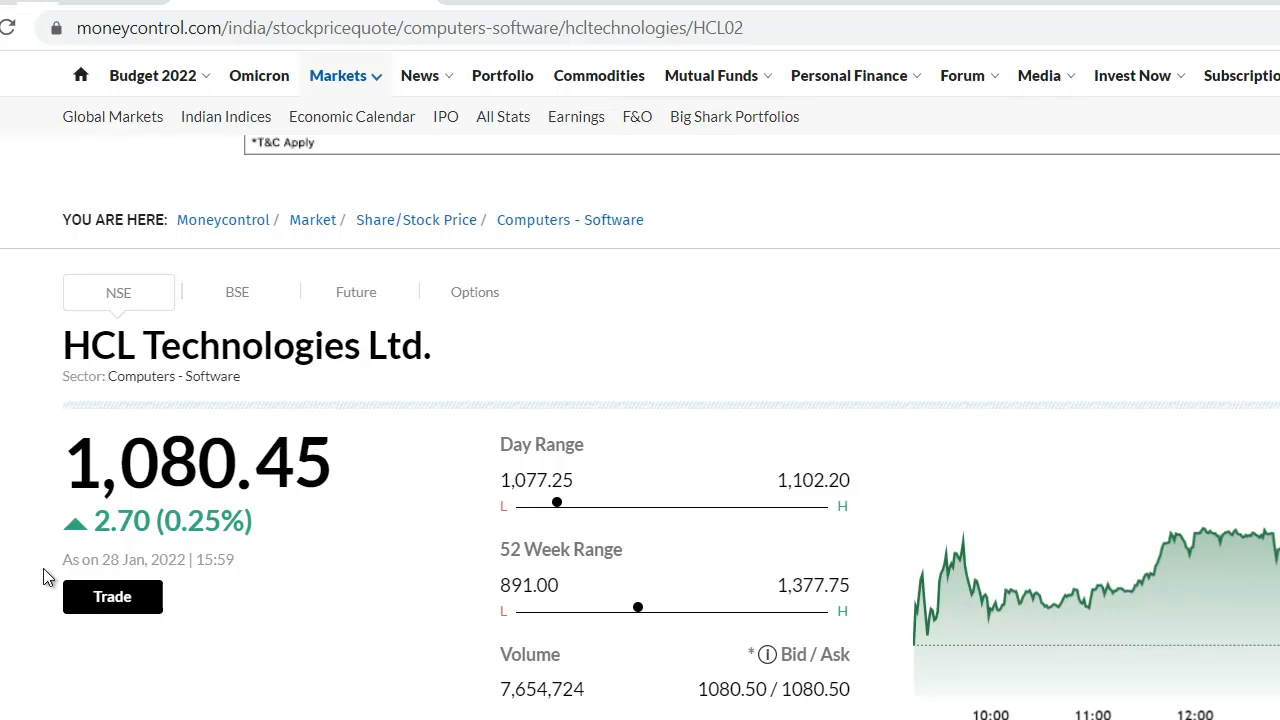 moneycontrol.com/india/stockpricequote/computers-software/hcltechnologies/HCL02
Budget 2022 Omicron Markets News Portfolio Commodities Mutual Funds Personal Finance Forum Media Invest Now Subscriptio
Global Markets Indian Indices Economic Calendar IPO All Stats Earnings F&O Big Shark Portfolios
*T&C Apply
YOU ARE HERE: Moneycontrol / Market / Share/Stock Price / Computers - Software
NSE | BSE | Future | Options
HCL Technologies Ltd.
Sector: Computers - Software
1,080.45
2.70 (0.25%)
As on 28 Jan, 2022 | 15:59
Trade
Day Range
1,077.25 1,102.20
L H
52 Week Range
891.00 1,377.75
L H
Volume * i Bid / Ask
7,654,724 1080.50 / 1080.50
10:00 11:00 12:00